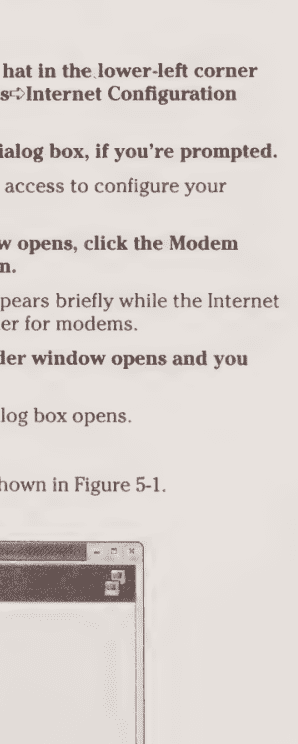 hat in the lower-left corner
s⇨Internet Configuration
ialog box, if you're prompted.
access to configure your
w opens, click the Modem
n.
pears briefly while the Internet
er for modems.
der window opens and you
log box opens.
hown in Figure 5-1.